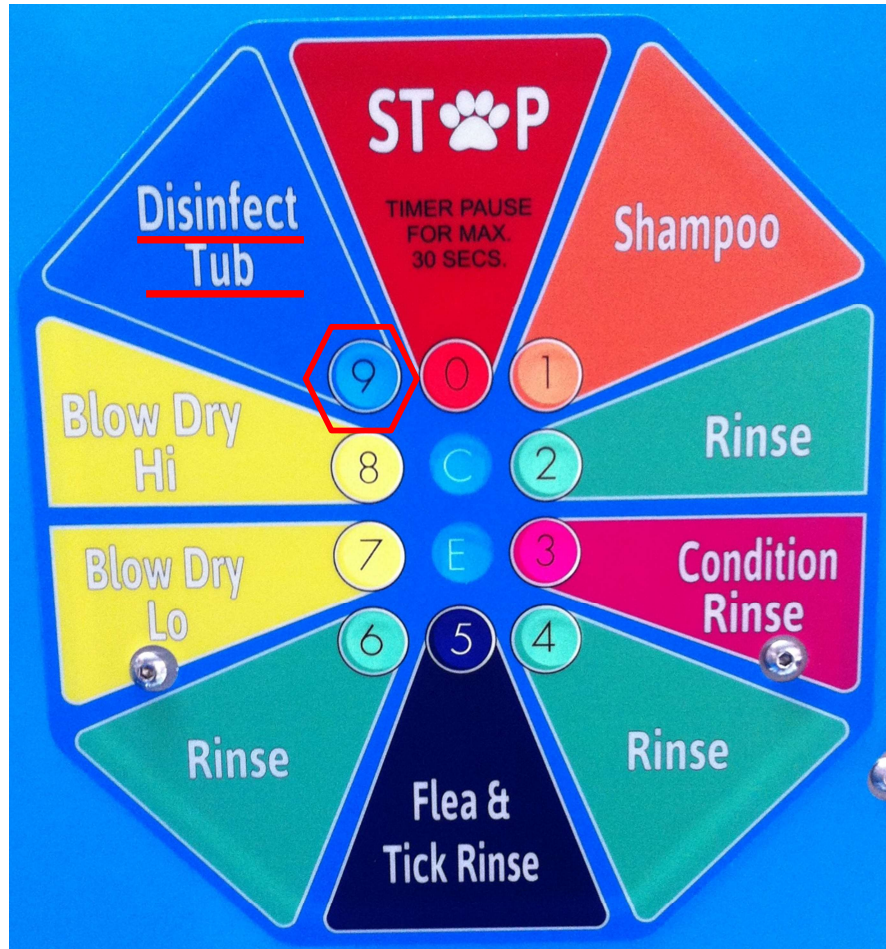 STOP
TIMER PAUSE
FOR MAX.
30 SECS.
Disinfect
Tub
Shampoo
9
0
1
Blow Dry
Hi
8
C
2
Rinse
Blow Dry
Lo
7
E
3
Condition
Rinse
6
5
4
Rinse
Flea &
Tick Rinse
Rinse